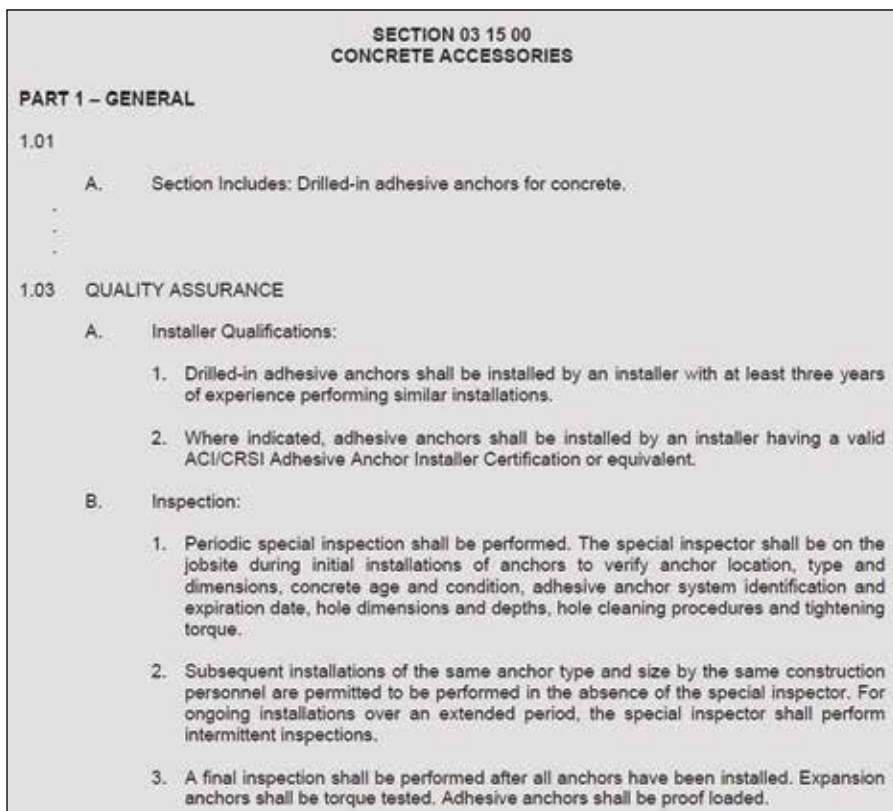 SECTION 03 15 00
CONCRETE ACCESSORIES
PART 1 – GENERAL
1.01
A. Section Includes: Drilled-in adhesive anchors for concrete.
.
.
.
1.03 QUALITY ASSURANCE
A. Installer Qualifications:
1. Drilled-in adhesive anchors shall be installed by an installer with at least three years
of experience performing similar installations.
2. Where indicated, adhesive anchors shall be installed by an installer having a valid
ACI/CRSI Adhesive Anchor Installer Certification or equivalent.
B. Inspection:
1. Periodic special inspection shall be performed. The special inspector shall be on the
jobsite during initial installations of anchors to verify anchor location, type and
dimensions, concrete age and condition, adhesive anchor system identification and
expiration date, hole dimensions and depths, hole cleaning procedures and tightening
torque.
2. Subsequent installations of the same anchor type and size by the same construction
personnel are permitted to be performed in the absence of the special inspector. For
ongoing installations over an extended period, the special inspector shall perform
intermittent inspections.
3. A final inspection shall be performed after all anchors have been installed. Expansion
anchors shall be torque tested. Adhesive anchors shall be proof loaded.